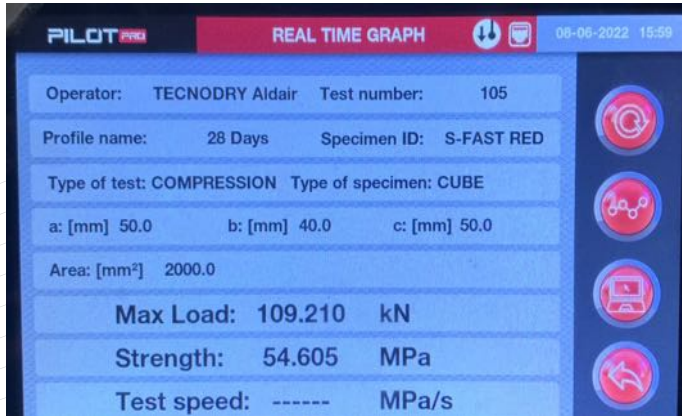 PILOT PRO REAL TIME GRAPH 08-06-2022 15:59
Operator: TECNODRY Aldair Test number: 105
Profile name: 28 Days Specimen ID: S-FAST RED
Type of test: COMPRESSION Type of specimen: CUBE
a: [mm] 50.0 b: [mm] 40.0 c: [mm] 50.0
Area: [mm²] 2000.0
Max Load: 109.210 kN
Strength: 54.605 MPa
Test speed: ------ MPa/s